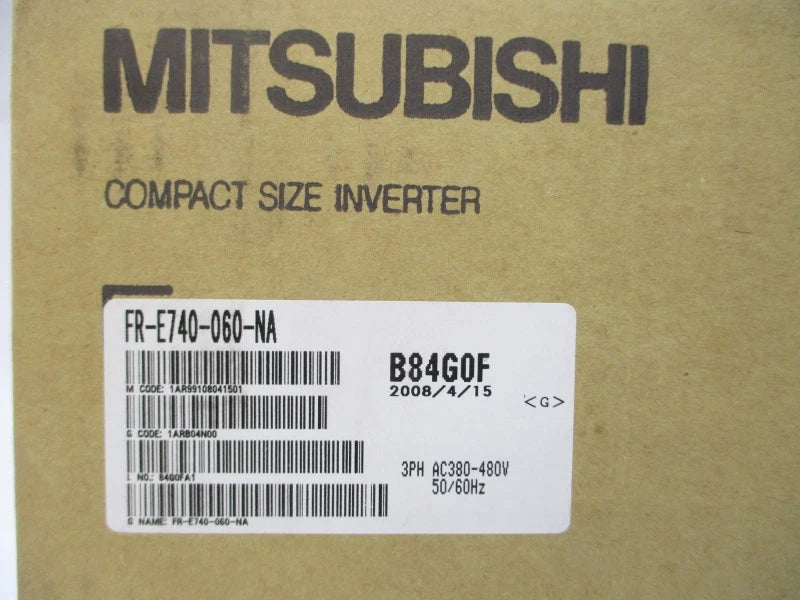 MITSUBISHI
COMPACT SIZE INVERTER
FR-E740-060-NA
M CODE: 1AR99108041501
B84G0F
2008/4/15
<G>
G CODE: 1ARB04N00
L NO.: 84G0FA1
3PH AC380-480V
50/60Hz
G NAME: FR-E740-060-NA